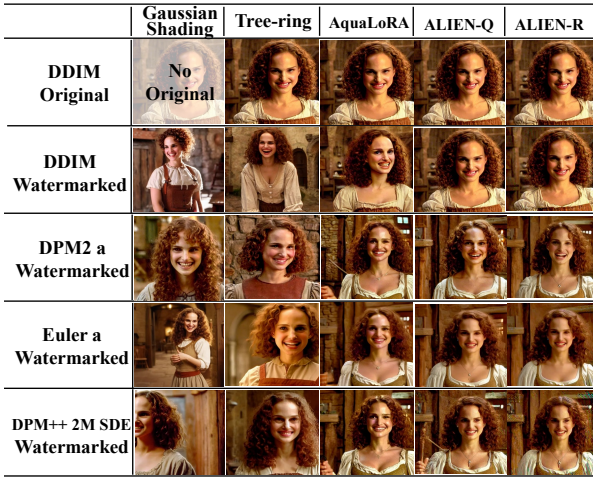 Gaussian
Shading
Tree-ring
AquaLoRA
ALIEN-Q
ALIEN-R
DDIM
Original
No
Original
DDIM
Watermarked
DPM2 a
Watermarked
Euler a
Watermarked
DPM++ 2M SDE
Watermarked